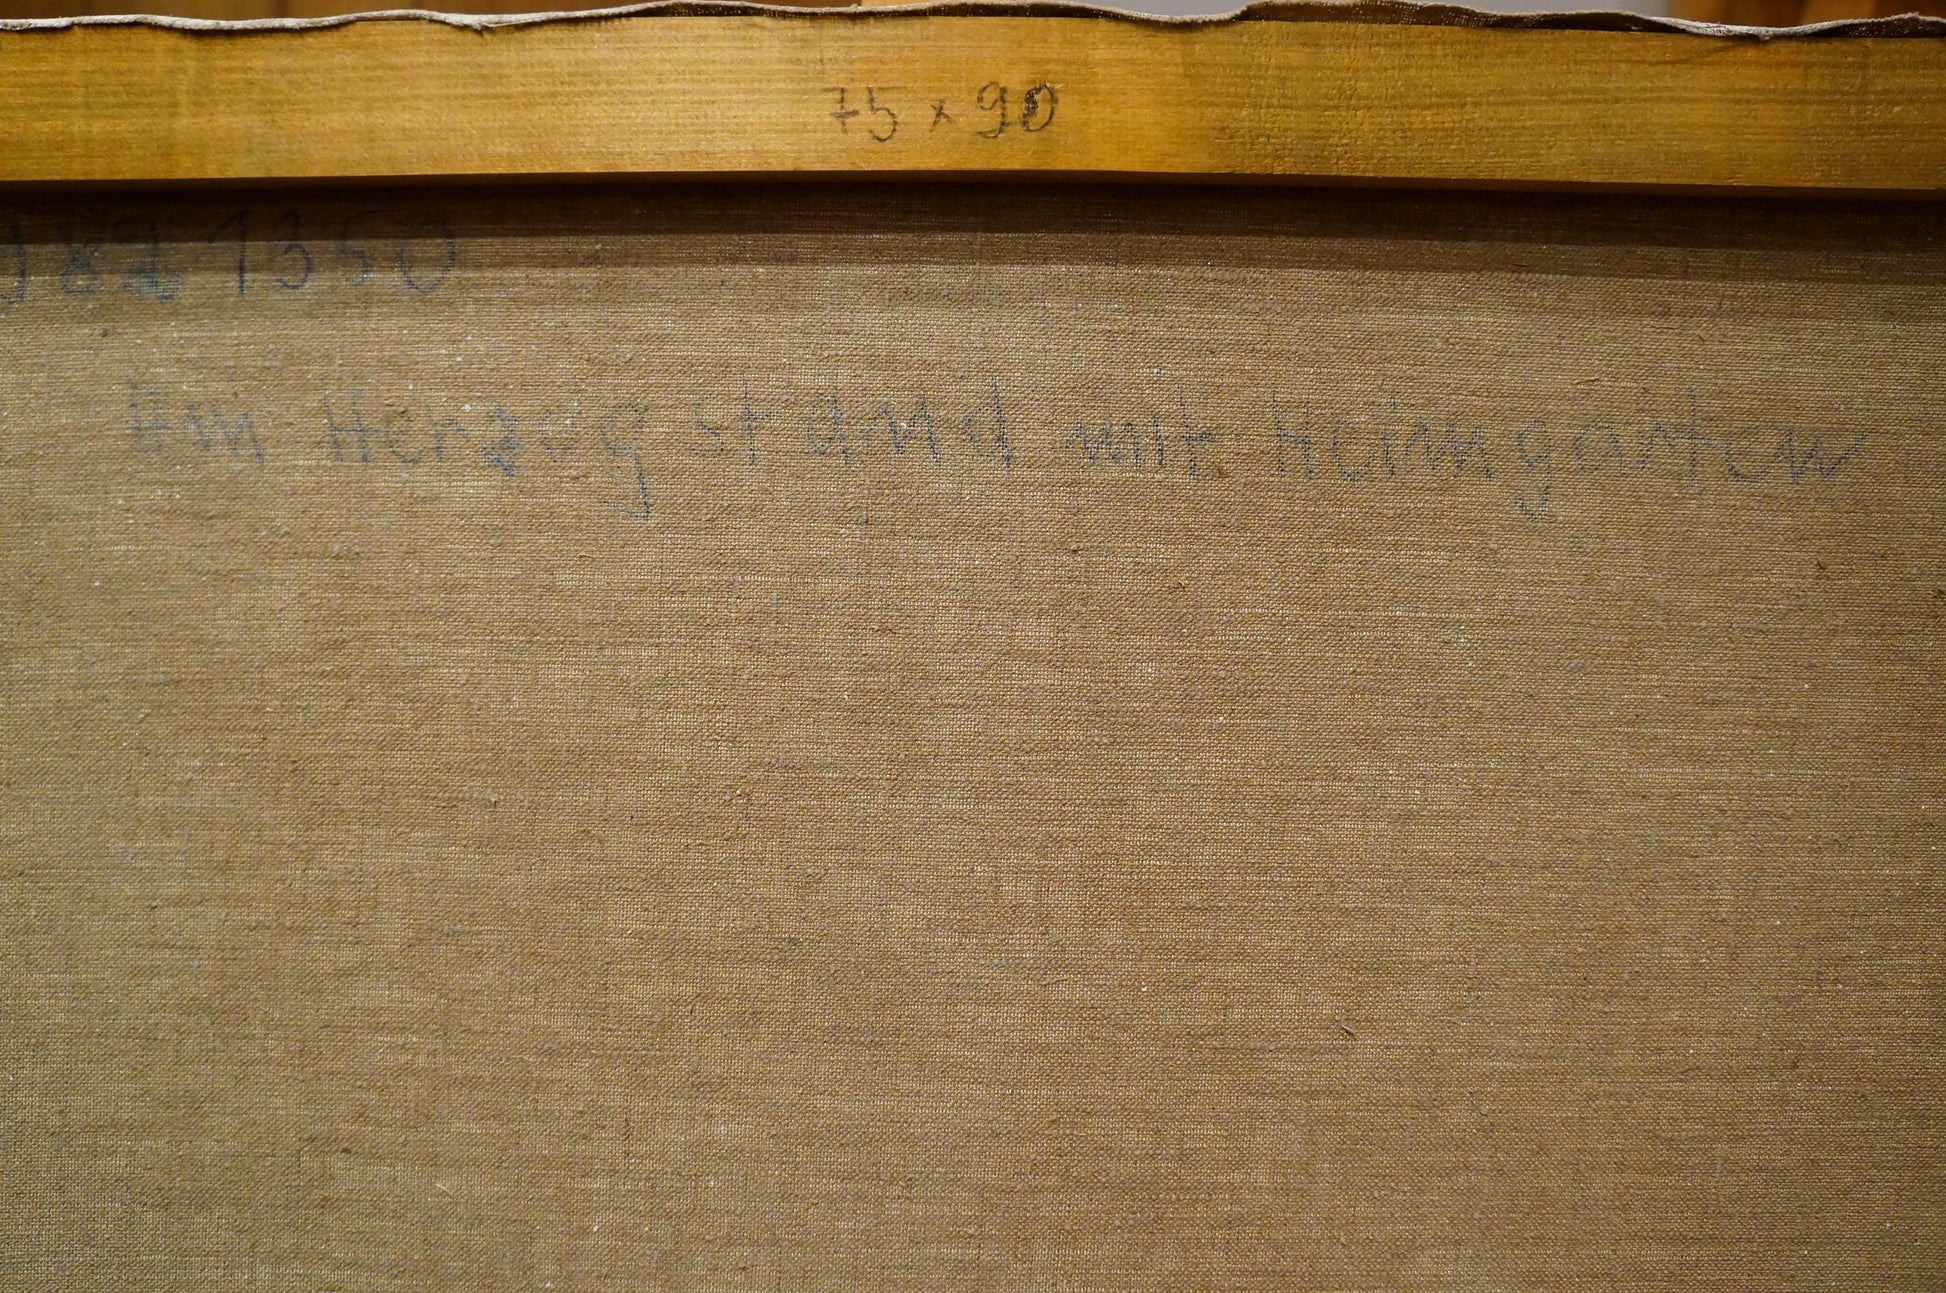 75 x 90
Am Herzogstand mit Heimgarten